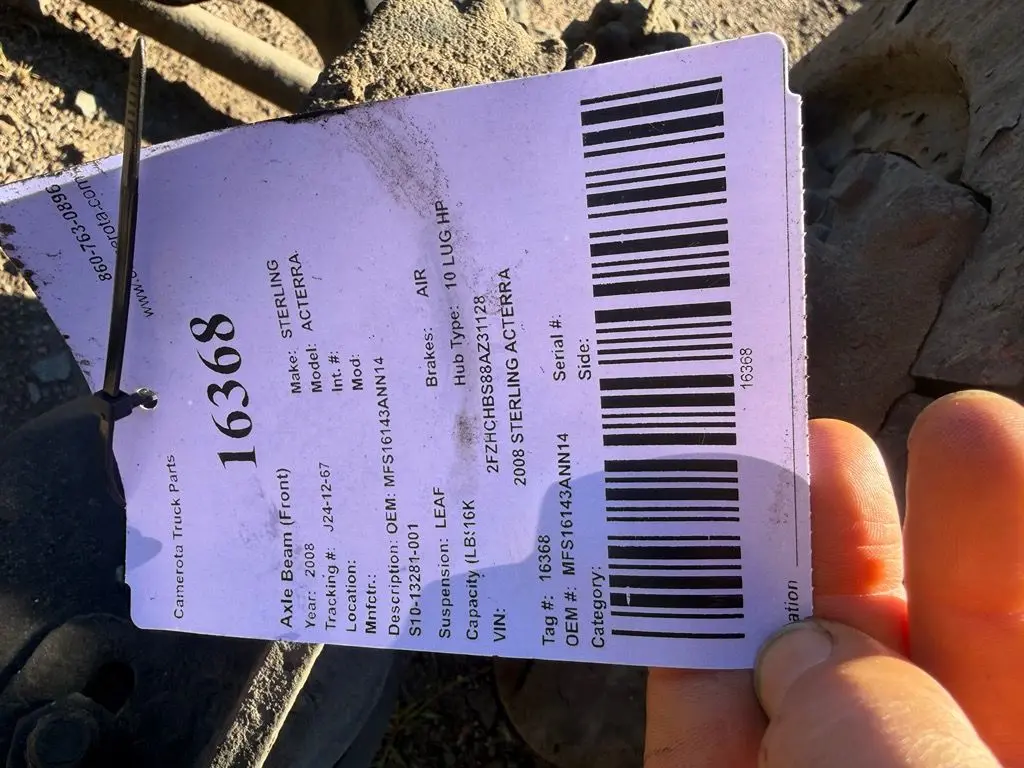 860-763-0896
Camerota Truck Parts
16368
Axle Beam (Front)
Year: 2008 Make: STERLING
Tracking #: J24-12-67 Model: ACTERRA
Location: Int. #:
Mnfctr.: Mod:
Description: OEM: MFS16143ANN14
S10-13281-001
Suspension: LEAF Brakes: AIR
Capacity (LB:16K Hub Type: 10 LUG HP
VIN: 2FZHCHBS88AZ31128
2008 STERLING ACTERRA
Tag #: 16368
OEM #: MFS16143ANN14 Serial #:
Category: Side:
16368